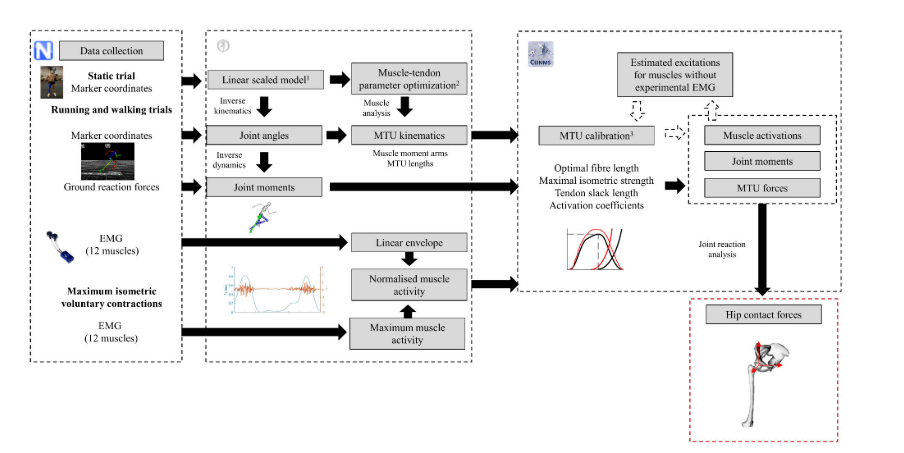 Data collection
Static trial
Marker coordinates
Running and walking trials
Marker coordinates
Ground reaction forces
EMG
(12 muscles)
Maximum isometric
voluntary contractions
EMG
(12 muscles)
Linear scaled model¹
Muscle-tendon
parameter optimization²
Inverse
kinematics
Muscle
analysis
Joint angles
MTU kinematics
Inverse
dynamics
Muscle moment arms
MTU lengths
Joint moments
Linear envelope
Normalised muscle
activity
Maximum muscle
activity
CEINMS
Estimated excitations
for muscles without
experimental EMG
MTU calibration³
Optimal fibre length
Maximal isometric strength
Tendon slack length
Activation coefficients
Muscle activations
Joint moments
MTU forces
Joint reaction
analysis
Hip contact forces